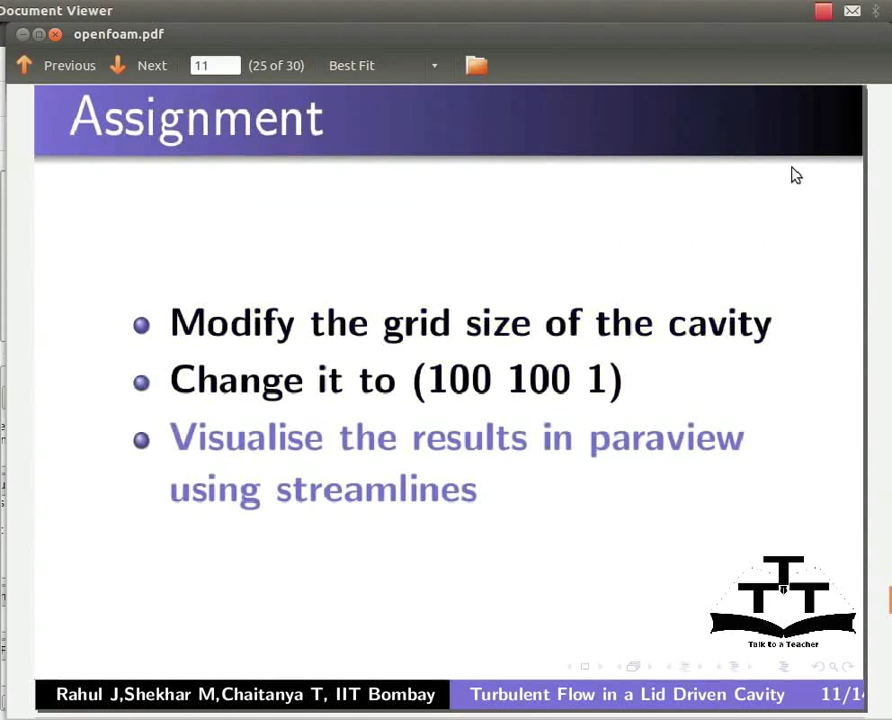 Document Viewer
openfoam.pdf
Previous Next 11 (25 of 30) Best Fit
Assignment
Modify the grid size of the cavity
Change it to (100 100 1)
Visualise the results in paraview
using streamlines
T
T T
Talk to a Teacher
Rahul J,Shekhar M,Chaitanya T, IIT Bombay Turbulent Flow in a Lid Driven Cavity 11/14